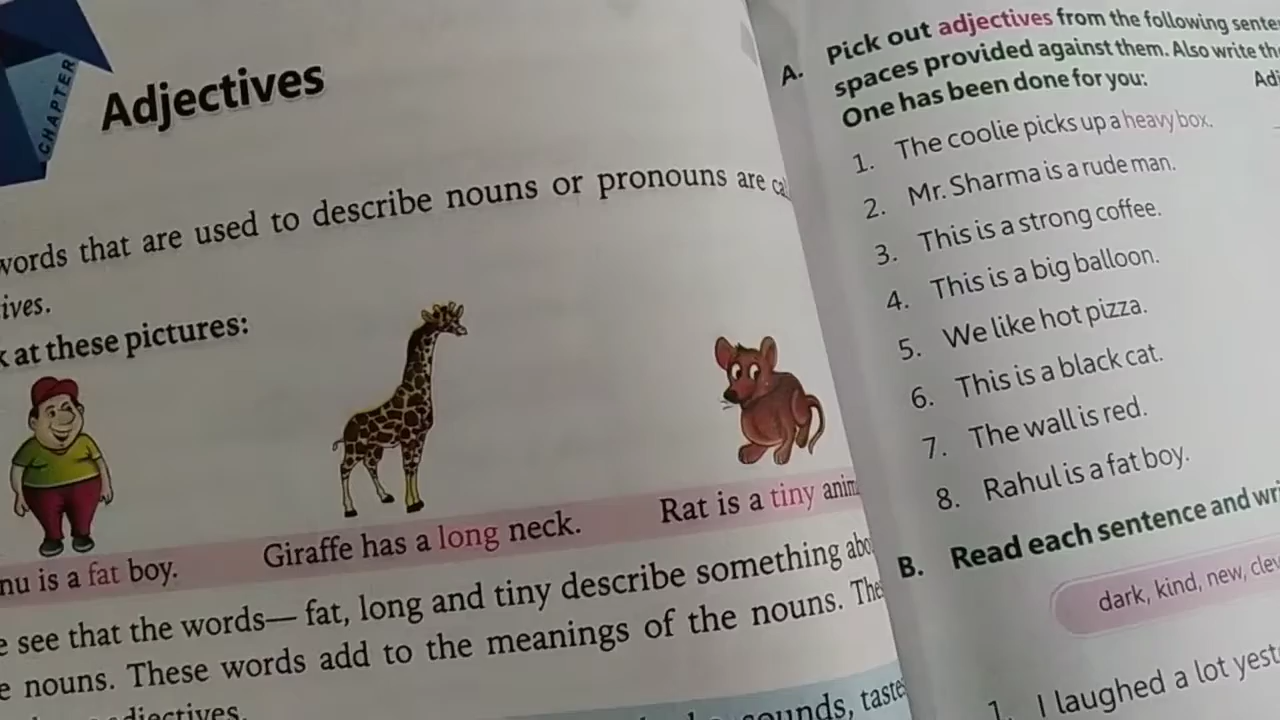 CHAPTER
Adjectives
words that are used to describe nouns or pronouns are
at these pictures:
is a fat boy.
Giraffe has a long neck.
Rat is a tiny
see that the words— fat, long and tiny describe something
nouns. These words add to the meanings of the nouns.
sounds,
A. Pick out adjectives from the following
spaces provided against them. Also write
One has been done for you:
1. The coolie picks up a heavy box.
2. Mr. Sharma is a rude man.
3. This is a strong coffee.
4. This is a big balloon.
5. We like hot pizza.
6. This is a black cat.
7. The wall is red.
8. Rahul is a fat boy.
B. Read each sentence and
dark, kind, new,
1. I laughed a lot